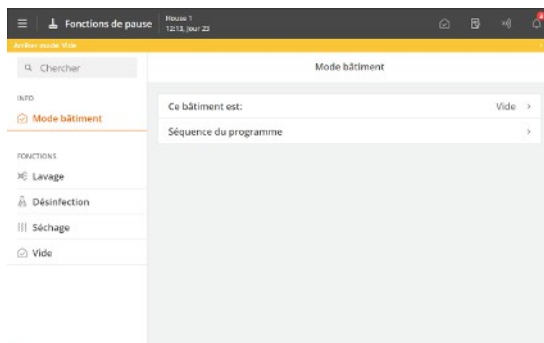 Fonctions de pause
House 1
12:13, Jour 23
Arrêter mode: Vide
Chercher
Mode bâtiment
INFO
Mode bâtiment
Ce bâtiment est: Vide
Séquence du programme
FONCTIONS
Lavage
Désinfection
Séchage
Vide